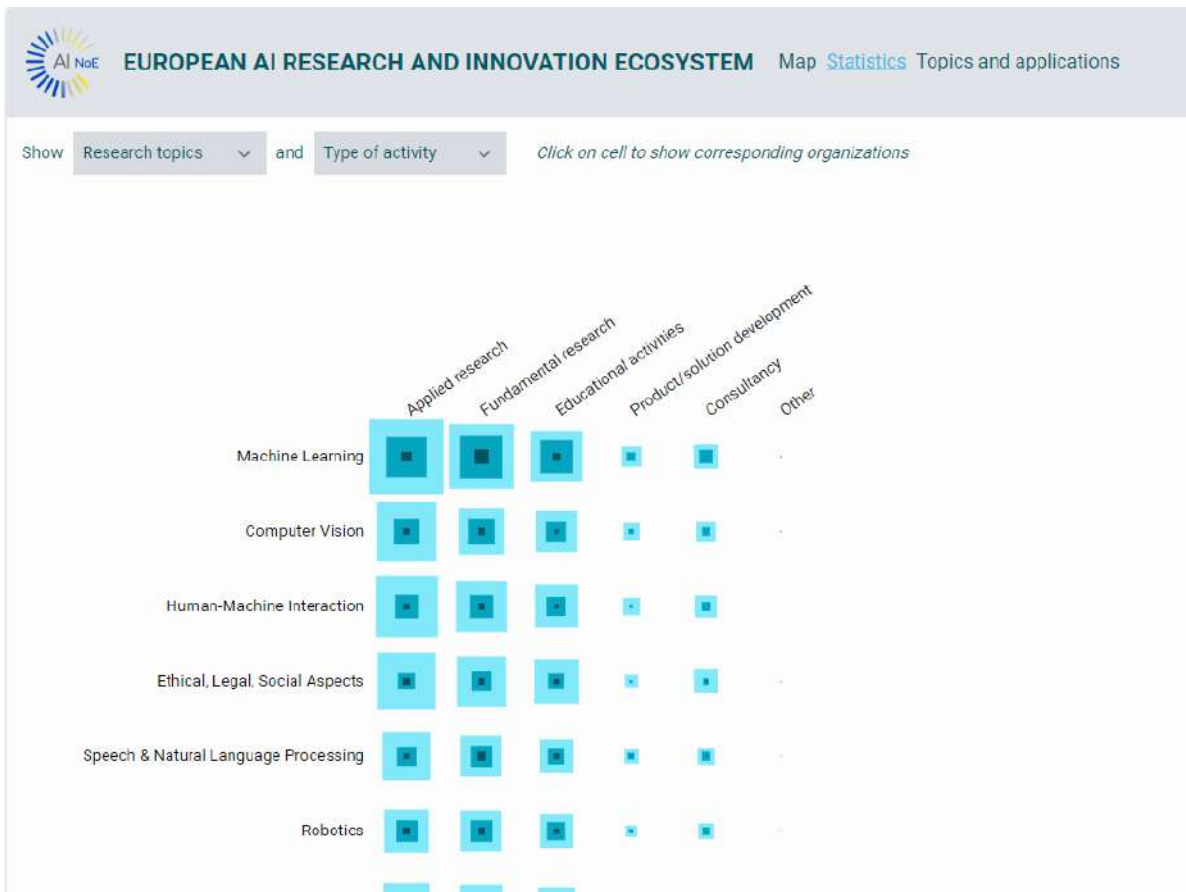 AI NoE
EUROPEAN AI RESEARCH AND INNOVATION ECOSYSTEM Map Statistics Topics and applications
Show Research topics and Type of activity Click on cell to show corresponding organizations
Applied research
Fundamental research
Educational activities
Product/solution development
Consultancy
Other
Machine Learning
Computer Vision
Human-Machine Interaction
Ethical, Legal, Social Aspects
Speech & Natural Language Processing
Robotics